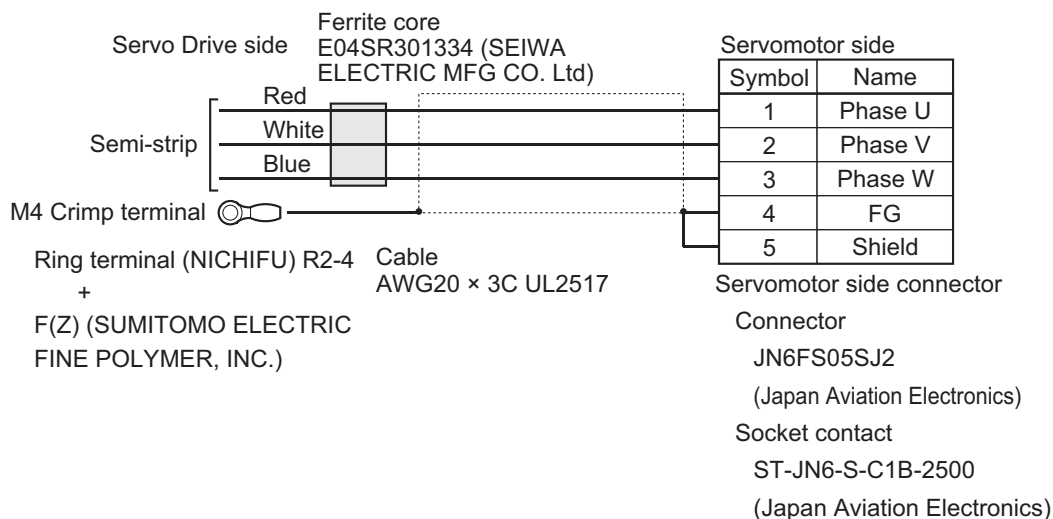 Servo Drive side
Ferrite core
E04SR301334 (SEIWA
ELECTRIC MFG CO. Ltd)
Servomotor side
Symbol Name
Red
1 Phase U
White
2 Phase V
Semi-strip
Blue
3 Phase W
M4 Crimp terminal
4 FG
5 Shield
Ring terminal (NICHIFU) R2-4
+
F(Z) (SUMITOMO ELECTRIC
FINE POLYMER, INC.)
Cable
AWG20 × 3C UL2517
Servomotor side connector
Connector
JN6FS05SJ2
(Japan Aviation Electronics)
Socket contact
ST-JN6-S-C1B-2500
(Japan Aviation Electronics)